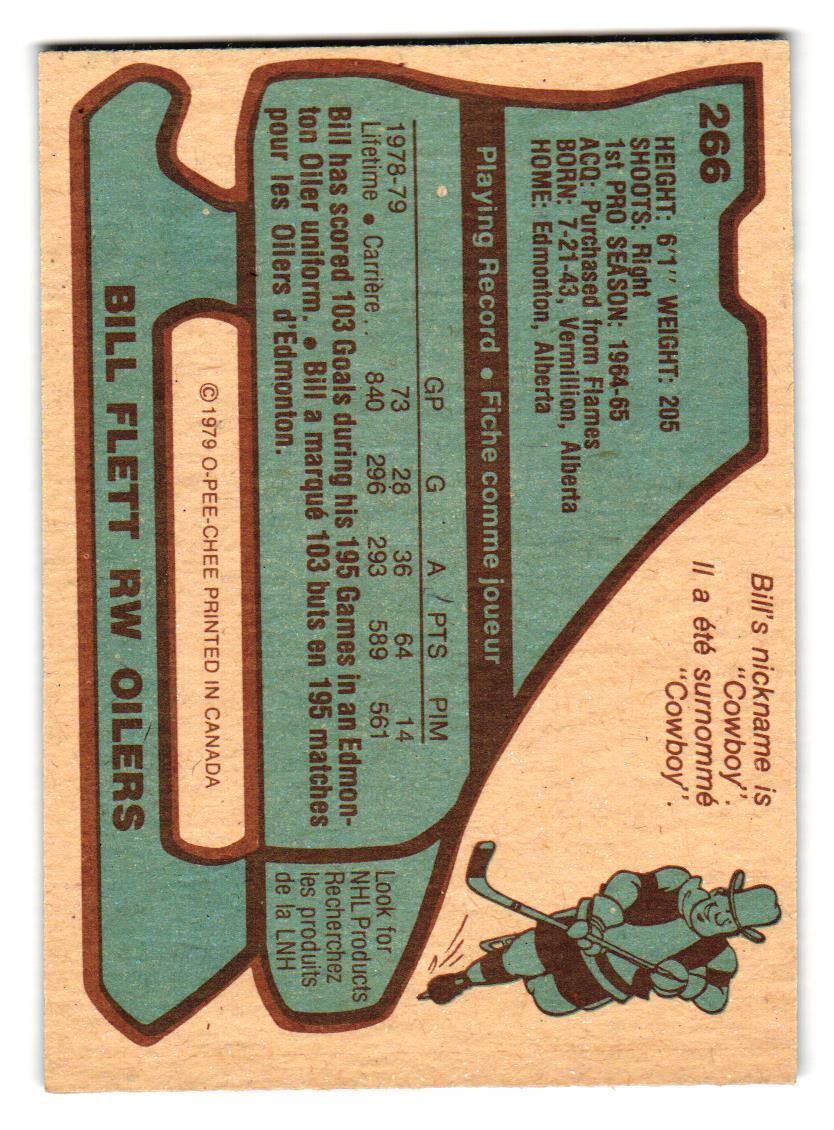 266
HEIGHT: 6'1" WEIGHT: 205
SHOOTS: Right
1st PRO SEASON: 1964-65
ACQ: Purchased from Flames
BORN: 7-21-43, Vermillion, Alberta
HOME: Edmonton, Alberta
Bill's nickname is
"Cowboy".
Il a été surnommé
"Cowboy".
Playing Record • Fiche comme joueur
GP G A PTS PIM
1978-79 73 28 36 64 14
Lifetime • Carrière.. 840 296 293 589 561
Bill has scored 103 Goals during his 195 Games in an Edmon-
ton Oiler uniform. • Bill a marqué 103 buts en 195 matches
pour les Oilers d'Edmonton.
Look for
NHL Products
Recherchez
les produits
de la LNH
©1979 O-PEE-CHEE PRINTED IN CANADA
BILL FLETT RW OILERS